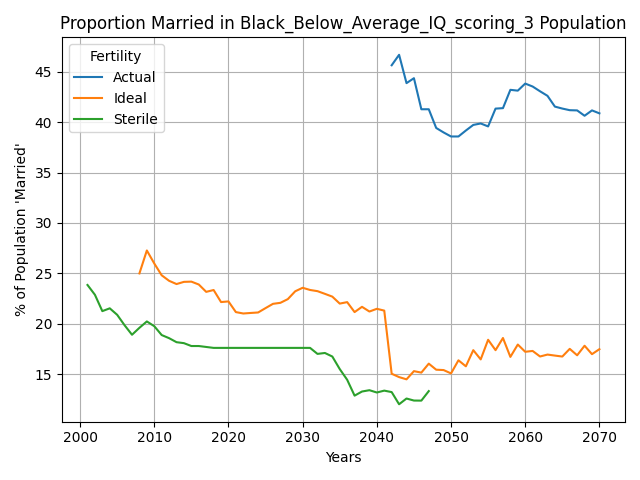 Proportion Married in Black_Below_Average_IQ_scoring_3 Population
Fertility
Actual
Ideal
Sterile
% of Population 'Married'
45
40
35
30
25
20
15
2000
2010
2020
2030
2040
2050
2060
2070
Years